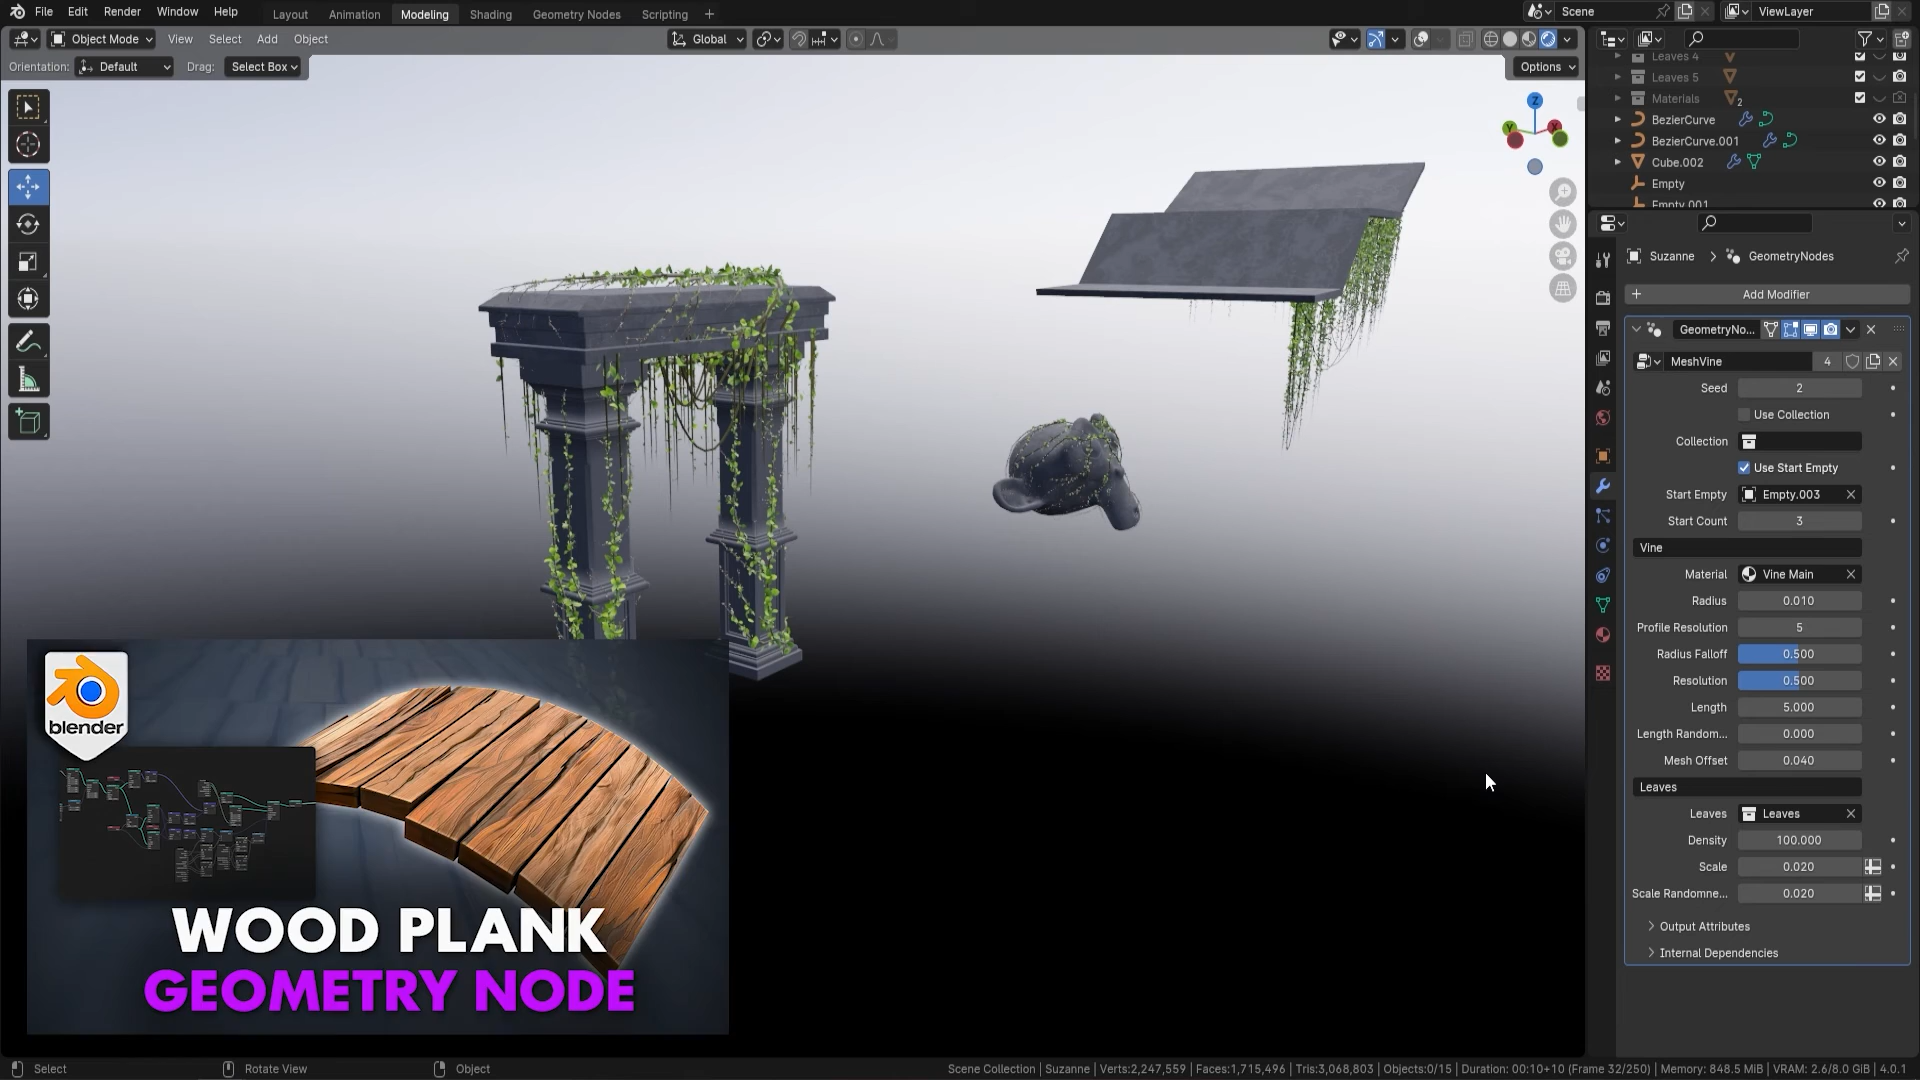 File Edit Render Window Help
Layout Animation Modeling Shading Geometry Nodes Scripting +
Scene ViewLayer
Object Mode View Select Add Object
Global
Orientation: Default Drag: Select Box
Options
Z
Y
X
Leaves 4
Leaves 5
Materials 2
BezierCurve
BezierCurve.001
Cube.002
Empty
Empty.001
Suzanne > GeometryNodes
+ Add Modifier
GeometryNo...
MeshVine 4
Seed 2
Use Collection
Collection
Use Start Empty
Start Empty Empty.003
Start Count 3
Vine
Material Vine Main
Radius 0.010
Profile Resolution 5
Radius Falloff 0.500
Resolution 0.500
Length 5.000
Length Random... 0.000
Mesh Offset 0.040
Leaves
Leaves Leaves
Density 100.000
Scale 0.020
Scale Randomne... 0.020
Output Attributes
Internal Dependencies
blender
WOOD PLANK
GEOMETRY NODE
Select Rotate View Object
Scene Collection | Suzanne | Verts:2,247,559 | Faces:1,715,496 | Tris:3,068,803 | Objects:0/15 | Duration: 00:10+10 (Frame 32/250) | Memory: 848.5 MiB | VRAM: 2.6/8.0 GiB | 4.0.1